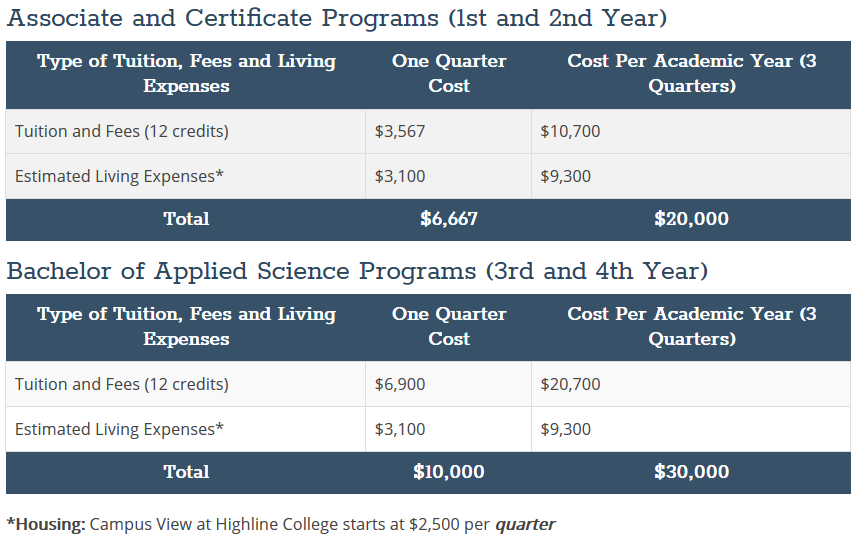 Associate and Certificate Programs (1st and 2nd Year)
Type of Tuition, Fees and Living Expenses One Quarter Cost Cost Per Academic Year (3 Quarters)
Tuition and Fees (12 credits) $3,567 $10,700
Estimated Living Expenses* $3,100 $9,300
Total $6,667 $20,000
Bachelor of Applied Science Programs (3rd and 4th Year)
Type of Tuition, Fees and Living Expenses One Quarter Cost Cost Per Academic Year (3 Quarters)
Tuition and Fees (12 credits) $6,900 $20,700
Estimated Living Expenses* $3,100 $9,300
Total $10,000 $30,000
*Housing: Campus View at Highline College starts at $2,500 per quarter